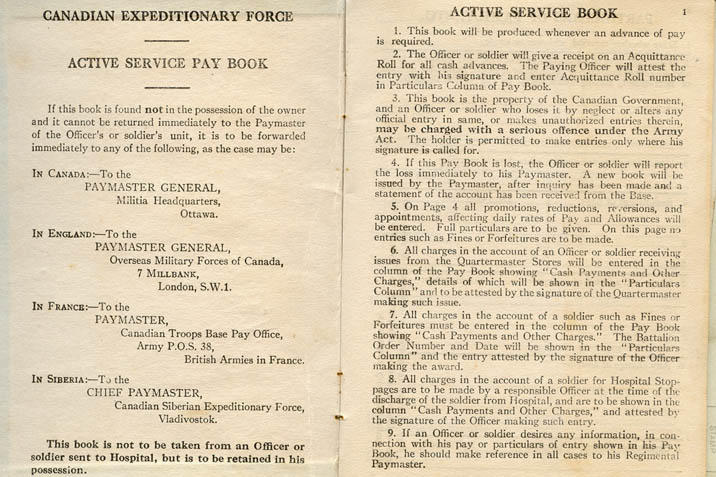 CANADIAN EXPEDITIONARY FORCE
ACTIVE SERVICE PAY BOOK
If this book is found not in the possession of the owner
and it cannot be returned immediately to the Paymaster
of the Officer's or soldier's unit, it is to be forwarded
immediately to any of the following, as the case may be:
IN CANADA:—To the
PAYMASTER GENERAL,
Militia Headquarters,
Ottawa.
IN ENGLAND:—To the
PAYMASTER GENERAL,
Overseas Military Forces of Canada,
7 MILLBANK,
London, S.W.1.
IN FRANCE:—To the
PAYMASTER,
Canadian Troops Base Pay Office,
Army P.O.S. 38,
British Armies in France.
IN SIBERIA:—To the
CHIEF PAYMASTER,
Canadian Siberian Expeditionary Force,
Vladivostok.
This book is not to be taken from an Officer or
soldier sent to Hospital, but is to be retained in his
possession.
ACTIVE SERVICE BOOK 1
1. This book will be produced whenever an advance of pay
is required.
2. The Officer or soldier will give a receipt on an Acquittance
Roll for all cash advances. The Paying Officer will attest the
entry with his signature and enter Acquittance Roll number
in Particulars Column of Pay Book.
3. This book is the property of the Canadian Government,
and an Officer or soldier who loses it by neglect or alters any
official entry in same, or makes unauthorized entries therein,
may be charged with a serious offence under the Army
Act. The holder is permitted to make entries only where his
signature is called for.
4. If this Pay Book is lost, the Officer or soldier will report
the loss immediately to his Paymaster. A new book will be
issued by the Paymaster, after inquiry has been made and a
statement of the account has been received from the Base.
5. On Page 4 all promotions, reductions, reversions, and
appointments, affecting daily rates of Pay and Allowances will
be entered. Full particulars are to be given. On this page no
entries such as Fines or Forfeitures are to be made.
6. All charges in the account of an Officer or soldier receiving
issues from the Quartermaster Stores will be entered in the
column of the Pay Book showing "Cash Payments and Other
Charges," details of which will be shown in the "Particulars
Column" and to be attested by the signature of the Quartermaster
making such issue.
7. All charges in the account of a soldier such as Fines or
Forfeitures must be entered in the column of the Pay Book
showing "Cash Payments and Other Charges." The Battalion
Order Number and Date will be shown in the "Particulars
Column" and the entry attested by the signature of the Officer
making the award.
8. All charges in the account of a soldier for Hospital Stop-
pages are to be made by a responsible Officer at the time of the
discharge of the soldier from Hospital, and are to be shown in the
column "Cash Payments and Other Charges," and attested by
the signature of the Officer making such entry.
9. If an Officer or soldier desires any information, in con-
nection with his pay or particulars of entry shown in his Pay
Book, he should make reference in all cases to his Regimental
Paymaster.